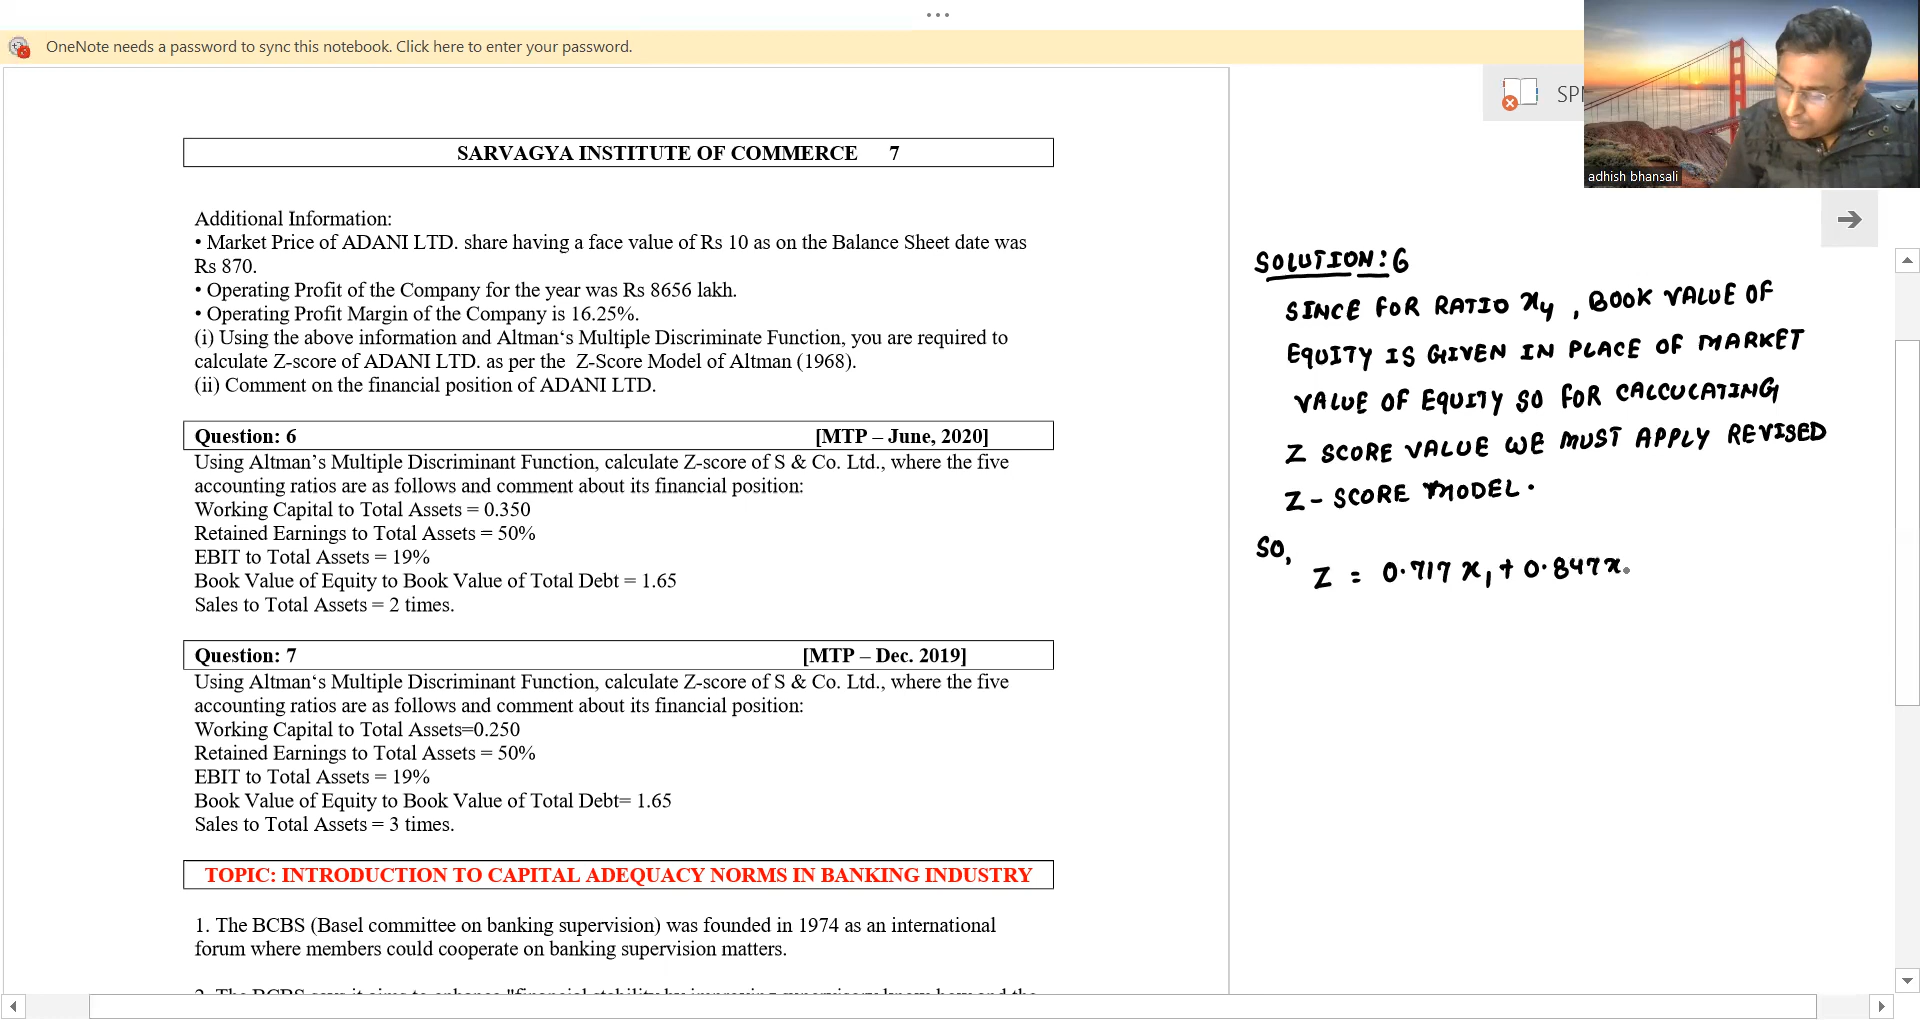 OneNote needs a password to sync this notebook. Click here to enter your password.
adhish bhansali
SARVAGYA INSTITUTE OF COMMERCE 7
Additional Information:
• Market Price of ADANI LTD. share having a face value of Rs 10 as on the Balance Sheet date was
Rs 870.
• Operating Profit of the Company for the year was Rs 8656 lakh.
• Operating Profit Margin of the Company is 16.25%.
(i) Using the above information and Altman‘s Multiple Discriminate Function, you are required to
calculate Z-score of ADANI LTD. as per the Z-Score Model of Altman (1968).
(ii) Comment on the financial position of ADANI LTD.
Question: 6 [MTP – June, 2020]
Using Altman’s Multiple Discriminant Function, calculate Z-score of S & Co. Ltd., where the five
accounting ratios are as follows and comment about its financial position:
Working Capital to Total Assets = 0.350
Retained Earnings to Total Assets = 50%
EBIT to Total Assets = 19%
Book Value of Equity to Book Value of Total Debt = 1.65
Sales to Total Assets = 2 times.
Question: 7 [MTP – Dec. 2019]
Using Altman‘s Multiple Discriminant Function, calculate Z-score of S & Co. Ltd., where the five
accounting ratios are as follows and comment about its financial position:
Working Capital to Total Assets=0.250
Retained Earnings to Total Assets = 50%
EBIT to Total Assets = 19%
Book Value of Equity to Book Value of Total Debt= 1.65
Sales to Total Assets = 3 times.
TOPIC: INTRODUCTION TO CAPITAL ADEQUACY NORMS IN BANKING INDUSTRY
1. The BCBS (Basel committee on banking supervision) was founded in 1974 as an international
forum where members could cooperate on banking supervision matters.
SOLUTION: 6
SINCE FOR RATIO x4, BOOK VALUE OF
EQUITY IS GIVEN IN PLACE OF MARKET
VALUE OF EQUITY SO FOR CALCULATING
Z SCORE VALUE WE MUST APPLY REVISED
Z-SCORE MODEL.
SO,
Z = 0.717 x1 + 0.847x